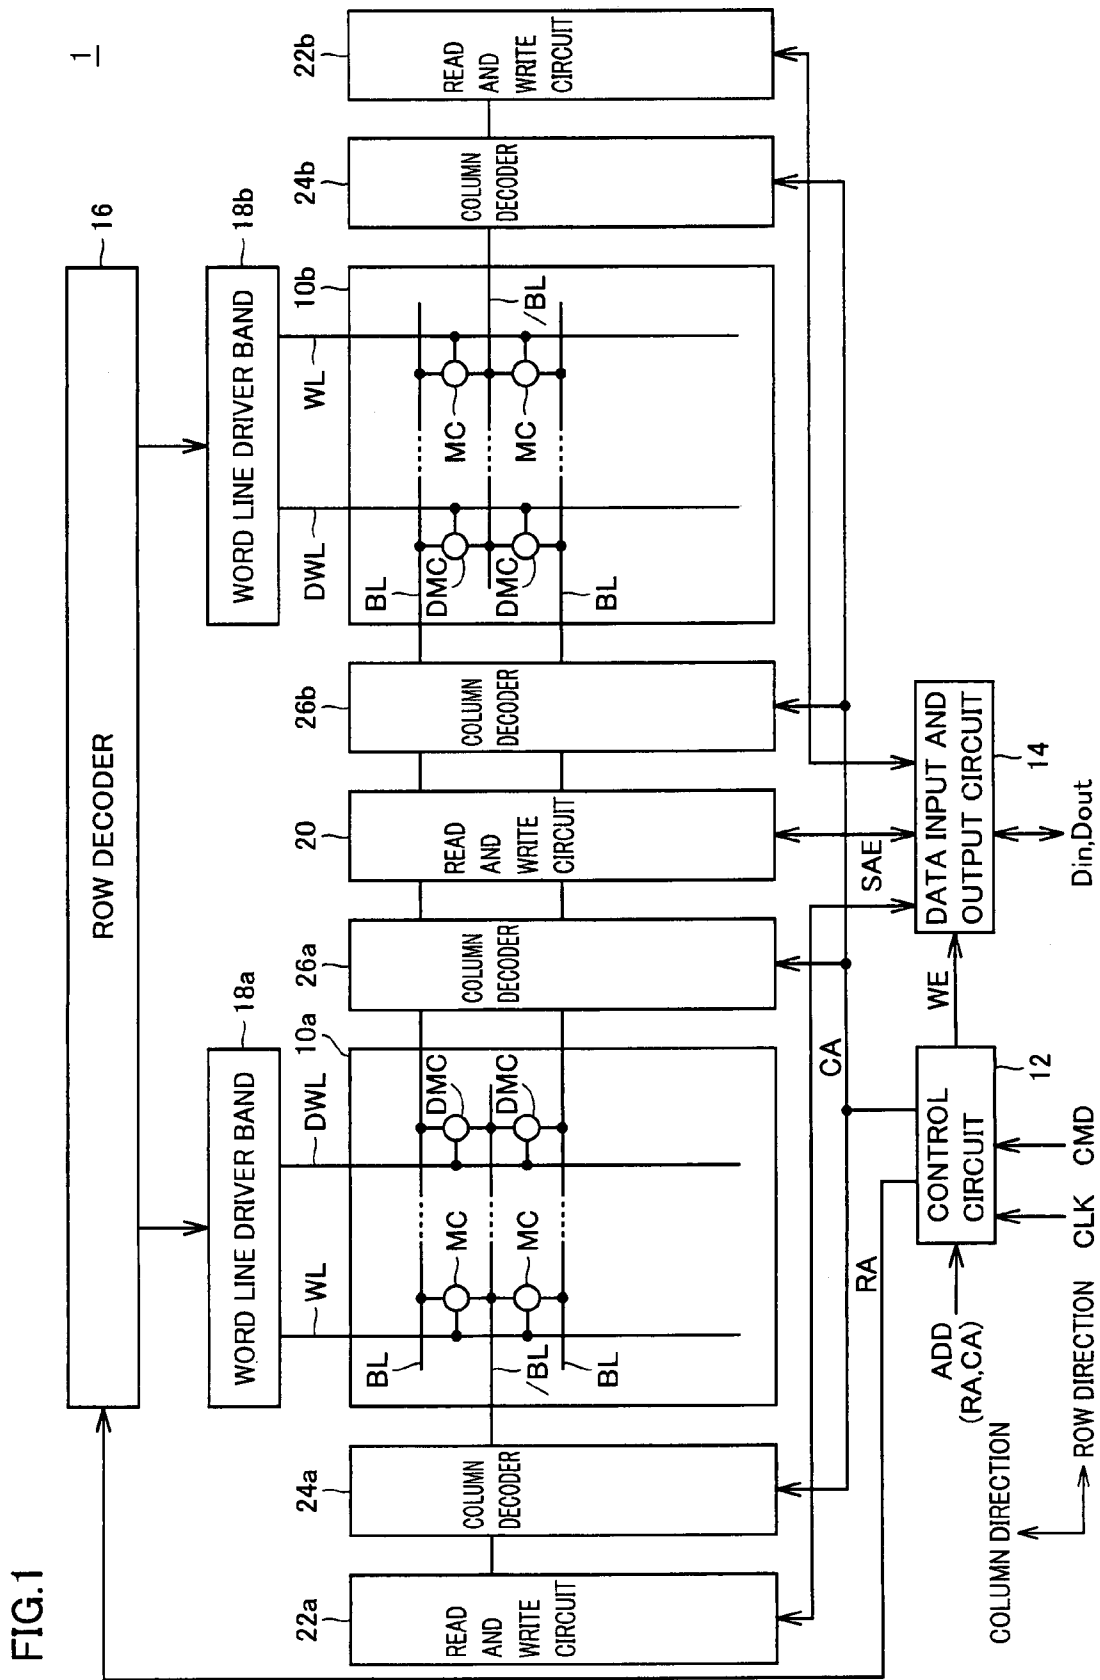 FIG.1
1
ROW DECODER
16
WORD LINE DRIVER BAND
18a
WORD LINE DRIVER BAND
18b
22a
READ
AND
WRITE
CIRCUIT
24a
COLUMN
DECODER
10a
WL
DWL
BL
/BL
BL
MC
MC
DMC
DMC
26a
COLUMN
DECODER
20
READ
AND
WRITE
CIRCUIT
26b
COLUMN
DECODER
10b
DWL
WL
BL
DMC
DMC
BL
MC
MC
/BL
24b
COLUMN
DECODER
22b
READ
AND
WRITE
CIRCUIT
RA
CA
SAE
WE
CONTROL
CIRCUIT
12
DATA INPUT AND
OUTPUT CIRCUIT
14
ADD
(RA,CA)
CLK
CMD
Din,Dout
COLUMN DIRECTION
ROW DIRECTION